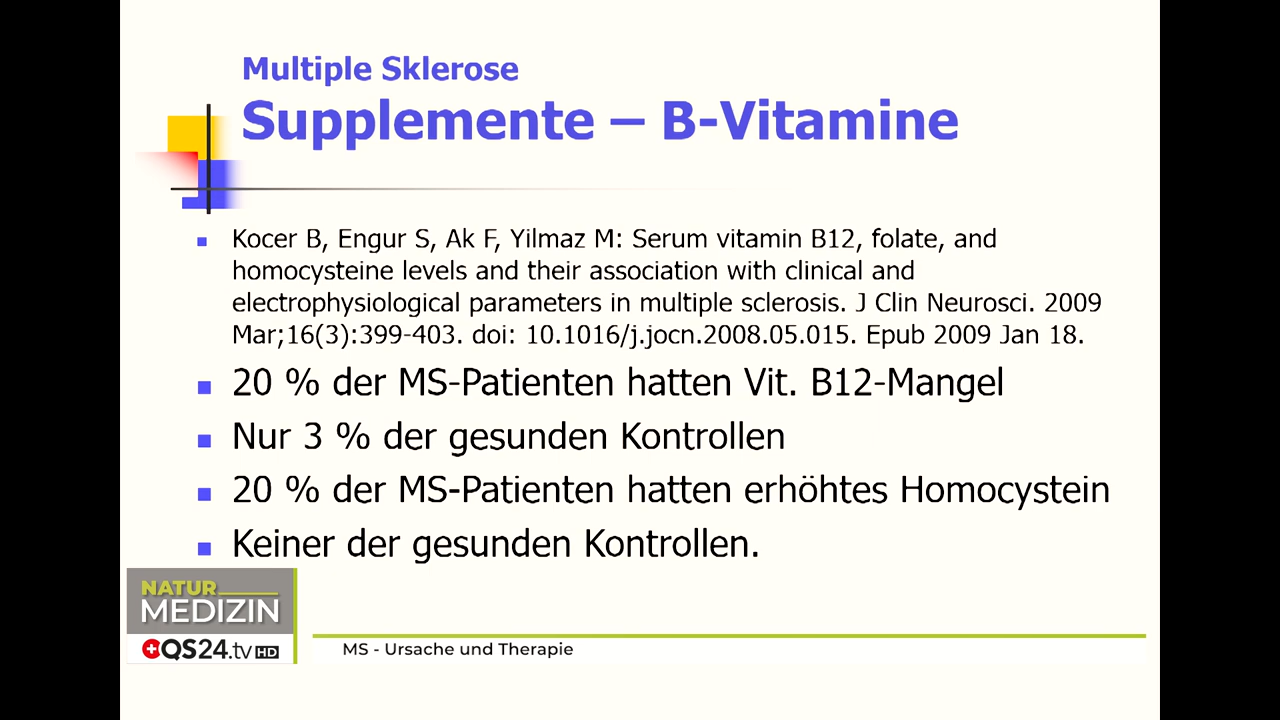 Multiple Sklerose
Supplemente – B-Vitamine
Kocer B, Engur S, Ak F, Yilmaz M: Serum vitamin B12, folate, and
homocysteine levels and their association with clinical and
electrophysiological parameters in multiple sclerosis. J Clin Neurosci. 2009
Mar;16(3):399-403. doi: 10.1016/j.jocn.2008.05.015. Epub 2009 Jan 18.
20 % der MS-Patienten hatten Vit. B12-Mangel
Nur 3 % der gesunden Kontrollen
20 % der MS-Patienten hatten erhöhtes Homocystein
Keiner der gesunden Kontrollen.
NATUR
MEDIZIN
QS24.tv HD
MS - Ursache und Therapie